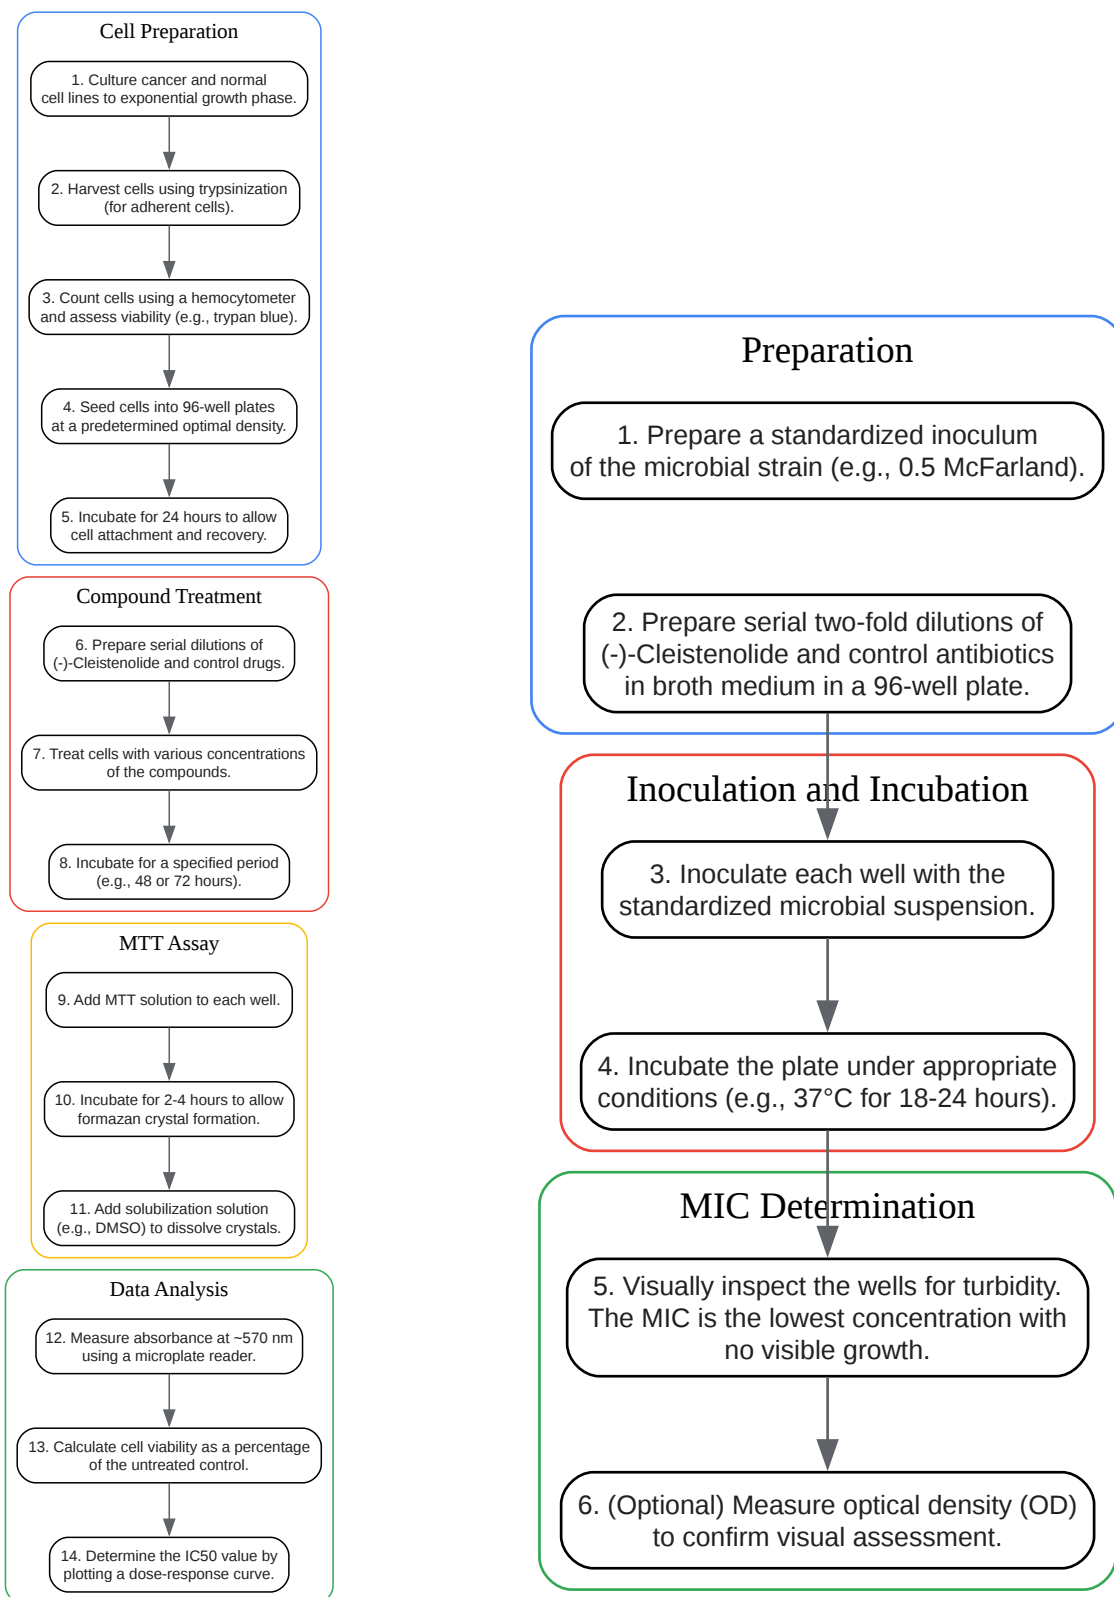 Cell Preparation
1. Culture cancer and normal
cell lines to exponential growth phase.
2. Harvest cells using trypsinization
(for adherent cells).
3. Count cells using a hemocytometer
and assess viability (e.g., trypan blue).
4. Seed cells into 96-well plates
at a predetermined optimal density.
5. Incubate for 24 hours to allow
cell attachment and recovery.
Compound Treatment
6. Prepare serial dilutions of
(-)-Cleistenolide and control drugs.
7. Treat cells with various concentrations
of the compounds.
8. Incubate for a specified period
(e.g., 48 or 72 hours).
MTT Assay
9. Add MTT solution to each well.
10. Incubate for 2-4 hours to allow
formazan crystal formation.
11. Add solubilization solution
(e.g., DMSO) to dissolve crystals.
Data Analysis
12. Measure absorbance at ~570 nm
using a microplate reader.
13. Calculate cell viability as a percentage
of the untreated control.
14. Determine the IC50 value by
plotting a dose-response curve.
Preparation
1. Prepare a standardized inoculum
of the microbial strain (e.g., 0.5 McFarland).
2. Prepare serial two-fold dilutions of
(-)-Cleistenolide and control antibiotics
in broth medium in a 96-well plate.
Inoculation and Incubation
3. Inoculate each well with the
standardized microbial suspension.
4. Incubate the plate under appropriate
conditions (e.g., 37°C for 18-24 hours).
MIC Determination
5. Visually inspect the wells for turbidity.
The MIC is the lowest concentration with
no visible growth.
6. (Optional) Measure optical density (OD)
to confirm visual assessment.